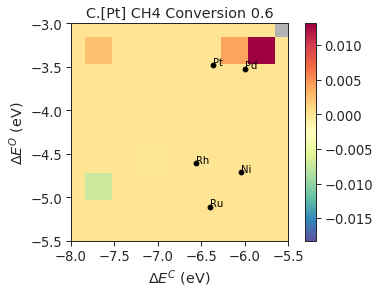 C.[Pt] CH4 Conversion 0.6
−3.0
−3.5
−4.0
−4.5
−5.0
−5.5
ΔE^O (eV)
Pt
Pd
Rh
Ni
Ru
−8.0 −7.5 −7.0 −6.5 −6.0 −5.5
ΔE^C (eV)
0.010
0.005
0.000
−0.005
−0.010
−0.015